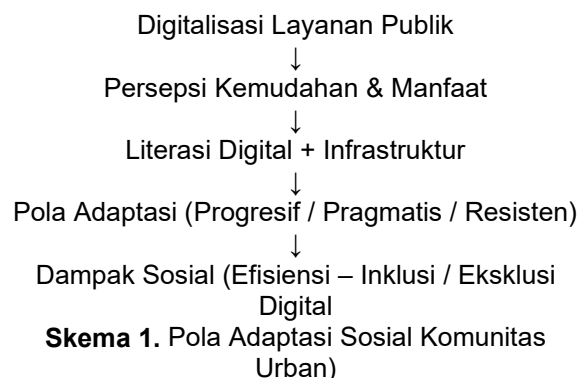 Digitalisasi Layanan Publik
↓
Persepsi Kemudahan & Manfaat
↓
Literasi Digital + Infrastruktur
↓
Pola Adaptasi (Progresif / Pragmatis / Resisten)
↓
Dampak Sosial (Efisiensi – Inklusi / Eksklusi
Digital
Skema 1. Pola Adaptasi Sosial Komunitas
Urban)